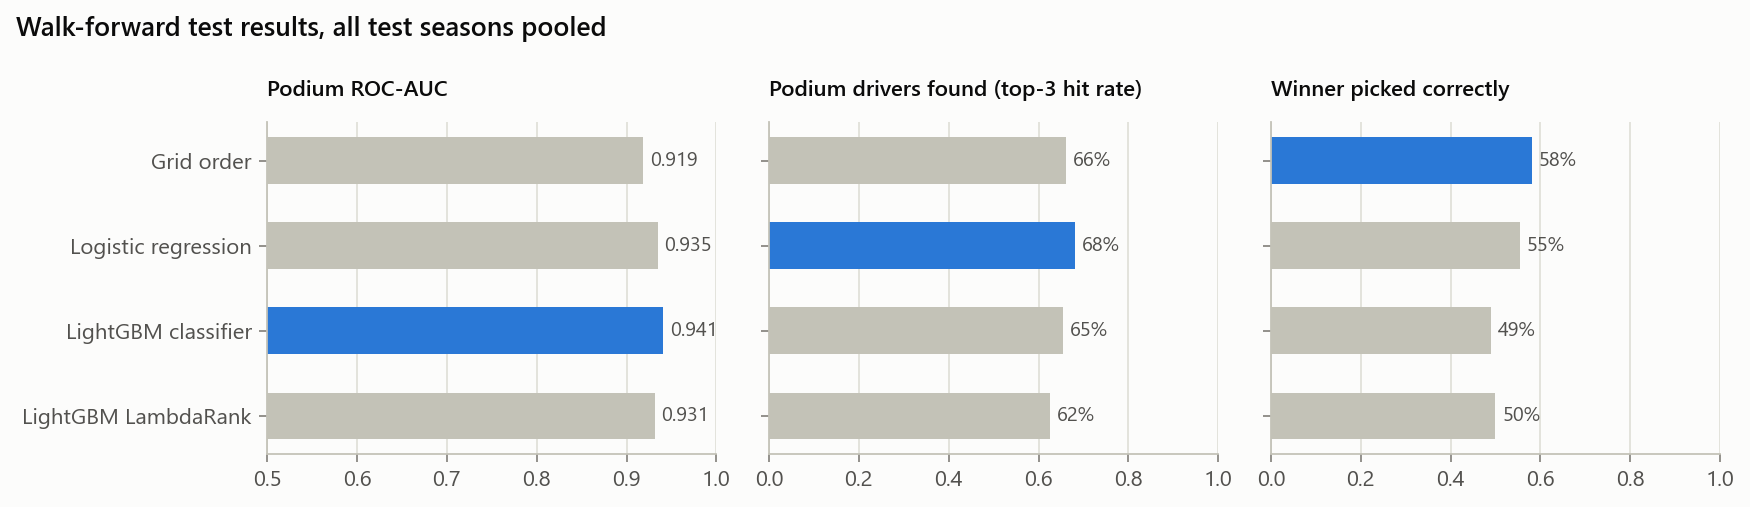 Walk-forward test results, all test seasons pooled
Podium ROC-AUC
Podium drivers found (top-3 hit rate)
Winner picked correctly
Grid order
0.919
66%
58%
Logistic regression
0.935
68%
55%
LightGBM classifier
0.941
65%
49%
LightGBM LambdaRank
0.931
62%
50%
0.5 0.6 0.7 0.8 0.9 1.0
0.0 0.2 0.4 0.6 0.8 1.0
0.0 0.2 0.4 0.6 0.8 1.0